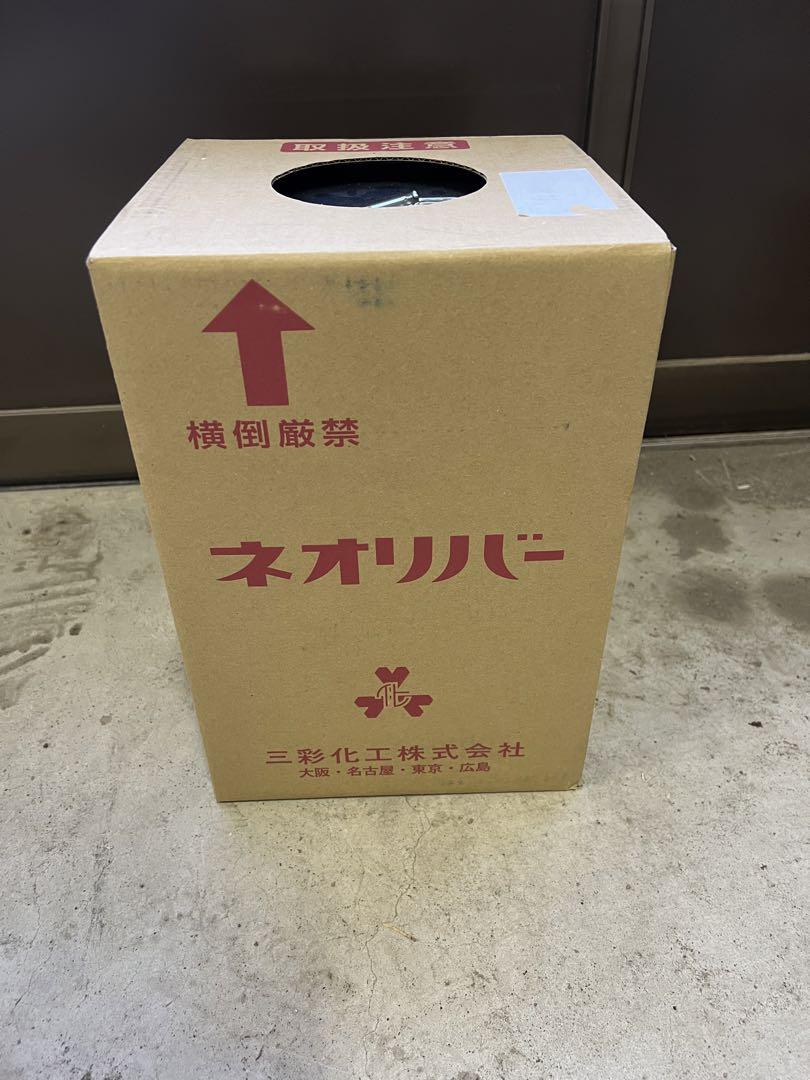 取扱注意
横倒厳禁
ネオリバー
化
三彩化工株式会社
大阪・名古屋・東京・広島